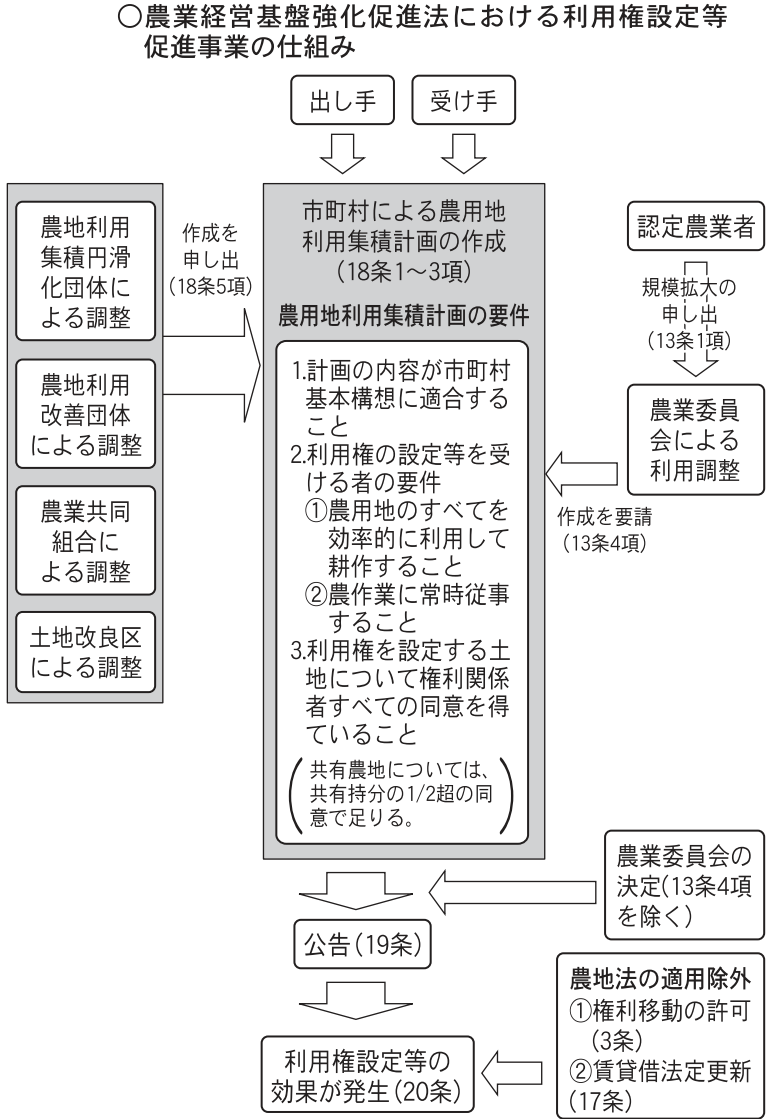 〇農業経営基盤強化促進法における利用権設定等
促進事業の仕組み
出し手
受け手
農地利用
集積円滑
化団体に
よる調整
農地利用
改善団体
による調整
農業共同
組合に
よる調整
土地改良区
による調整
作成を
申し出
(18条5項)
市町村による農用地
利用集積計画の作成
(18条1～3項)
農用地利用集積計画の要件
1.計画の内容が市町村
基本構想に適合する
こと
2.利用権の設定等を受
ける者の要件
①農用地のすべてを
効率的に利用して
耕作すること
②農作業に常時従事
すること
3.利用権を設定する土
地について権利関係
者すべての同意を得
ていること
(共有農地については、
共有持分の1/2超の同
意で足りる。)
認定農業者
規模拡大の
申し出
(13条1項)
農業委員
会による
利用調整
作成を要請
(13条4項)
農業委員会の
決定(13条4項
を除く)
公告(19条)
農地法の適用除外
①権利移動の許可
(3条)
②賃貸借法定更新
(17条)
利用権設定等の
効果が発生(20条)